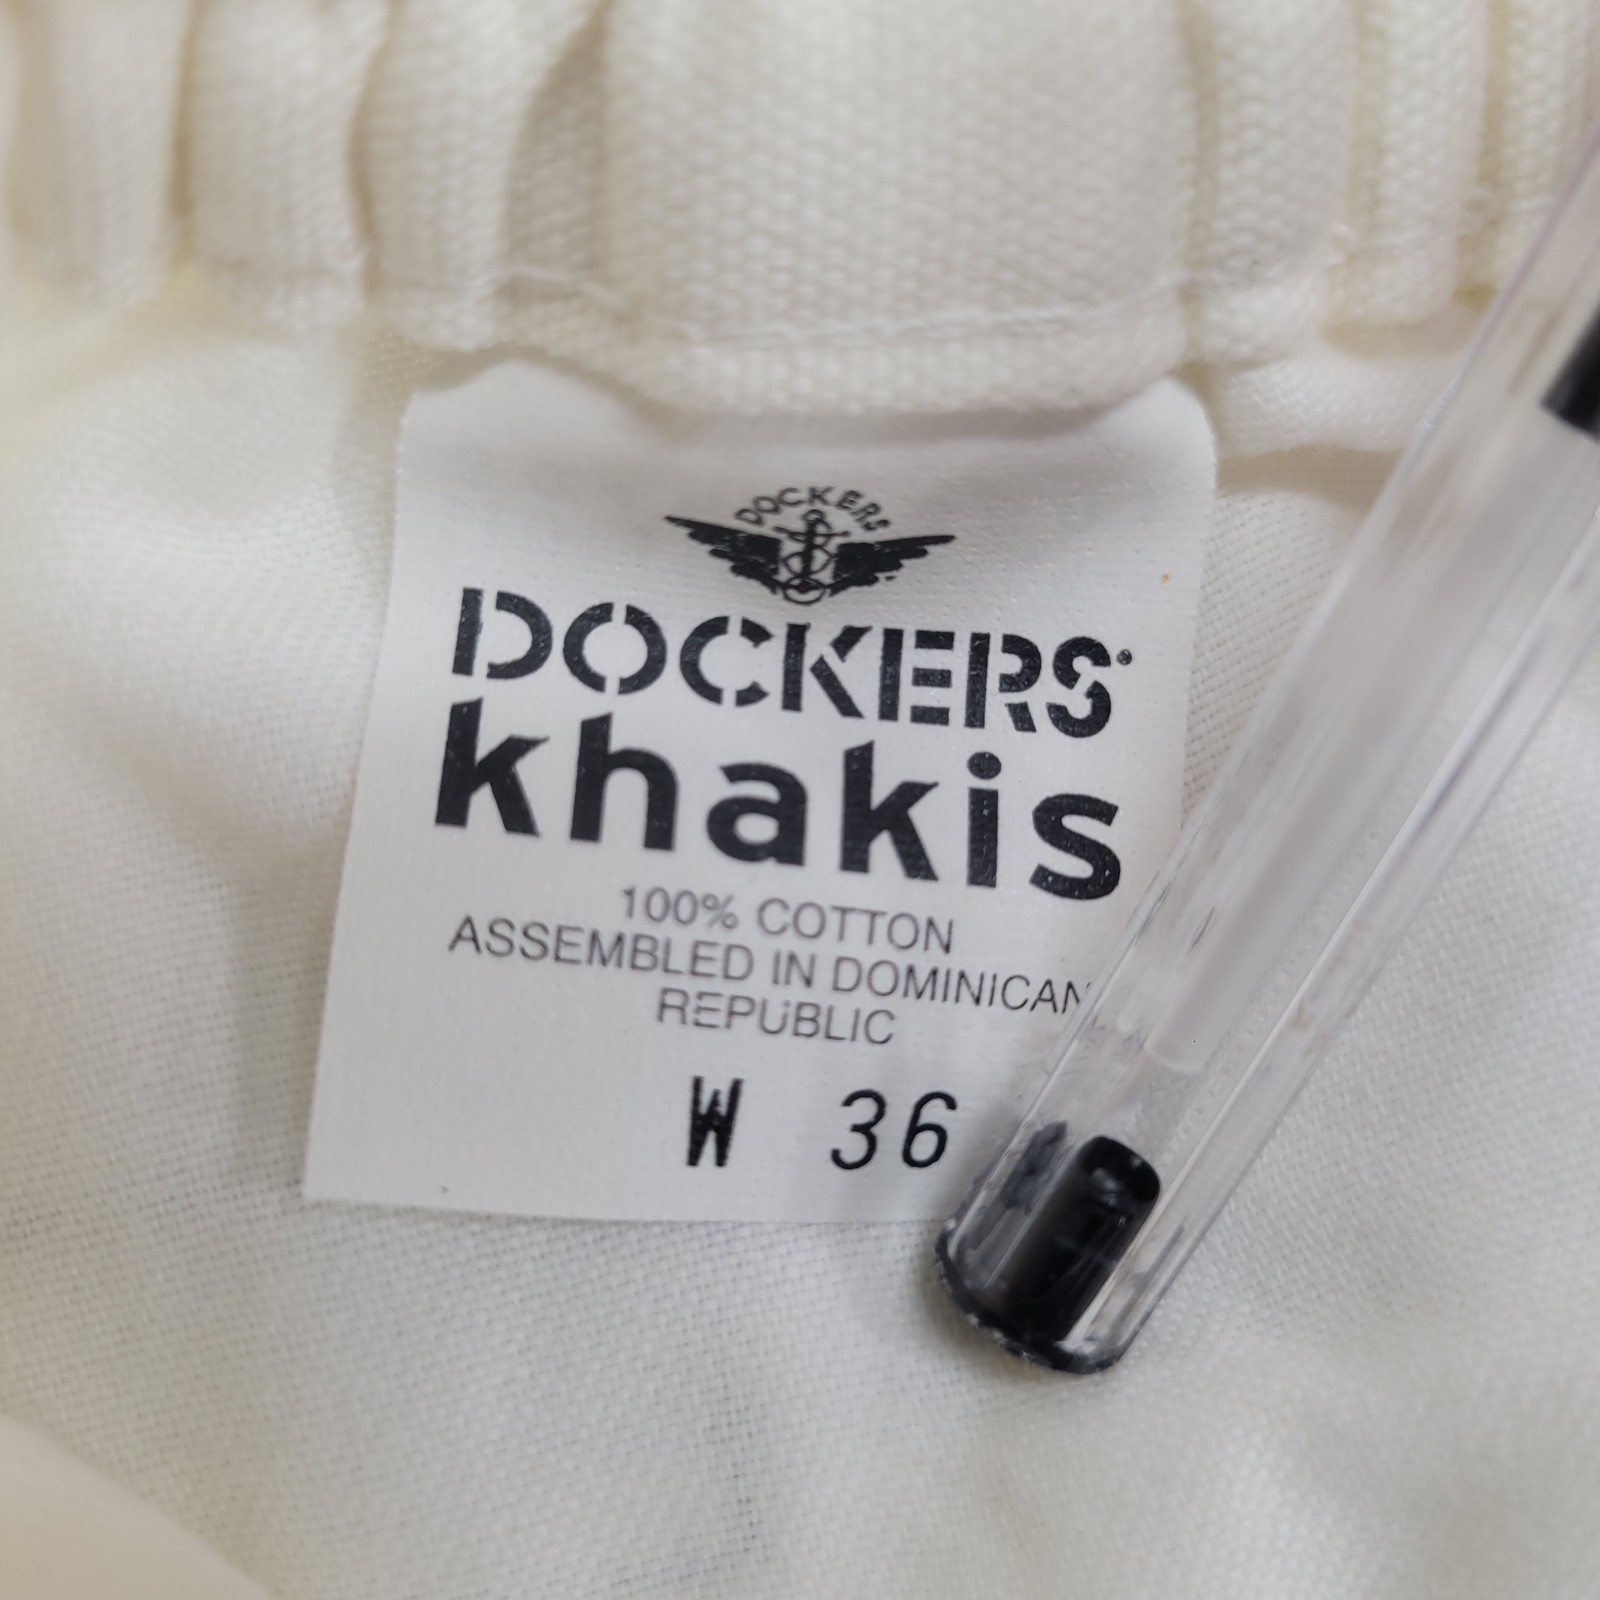 DOCKERS
DOCKERS®
khakis
100% COTTON
ASSEMBLED IN DOMINICAN
REPUBLIC
W 36